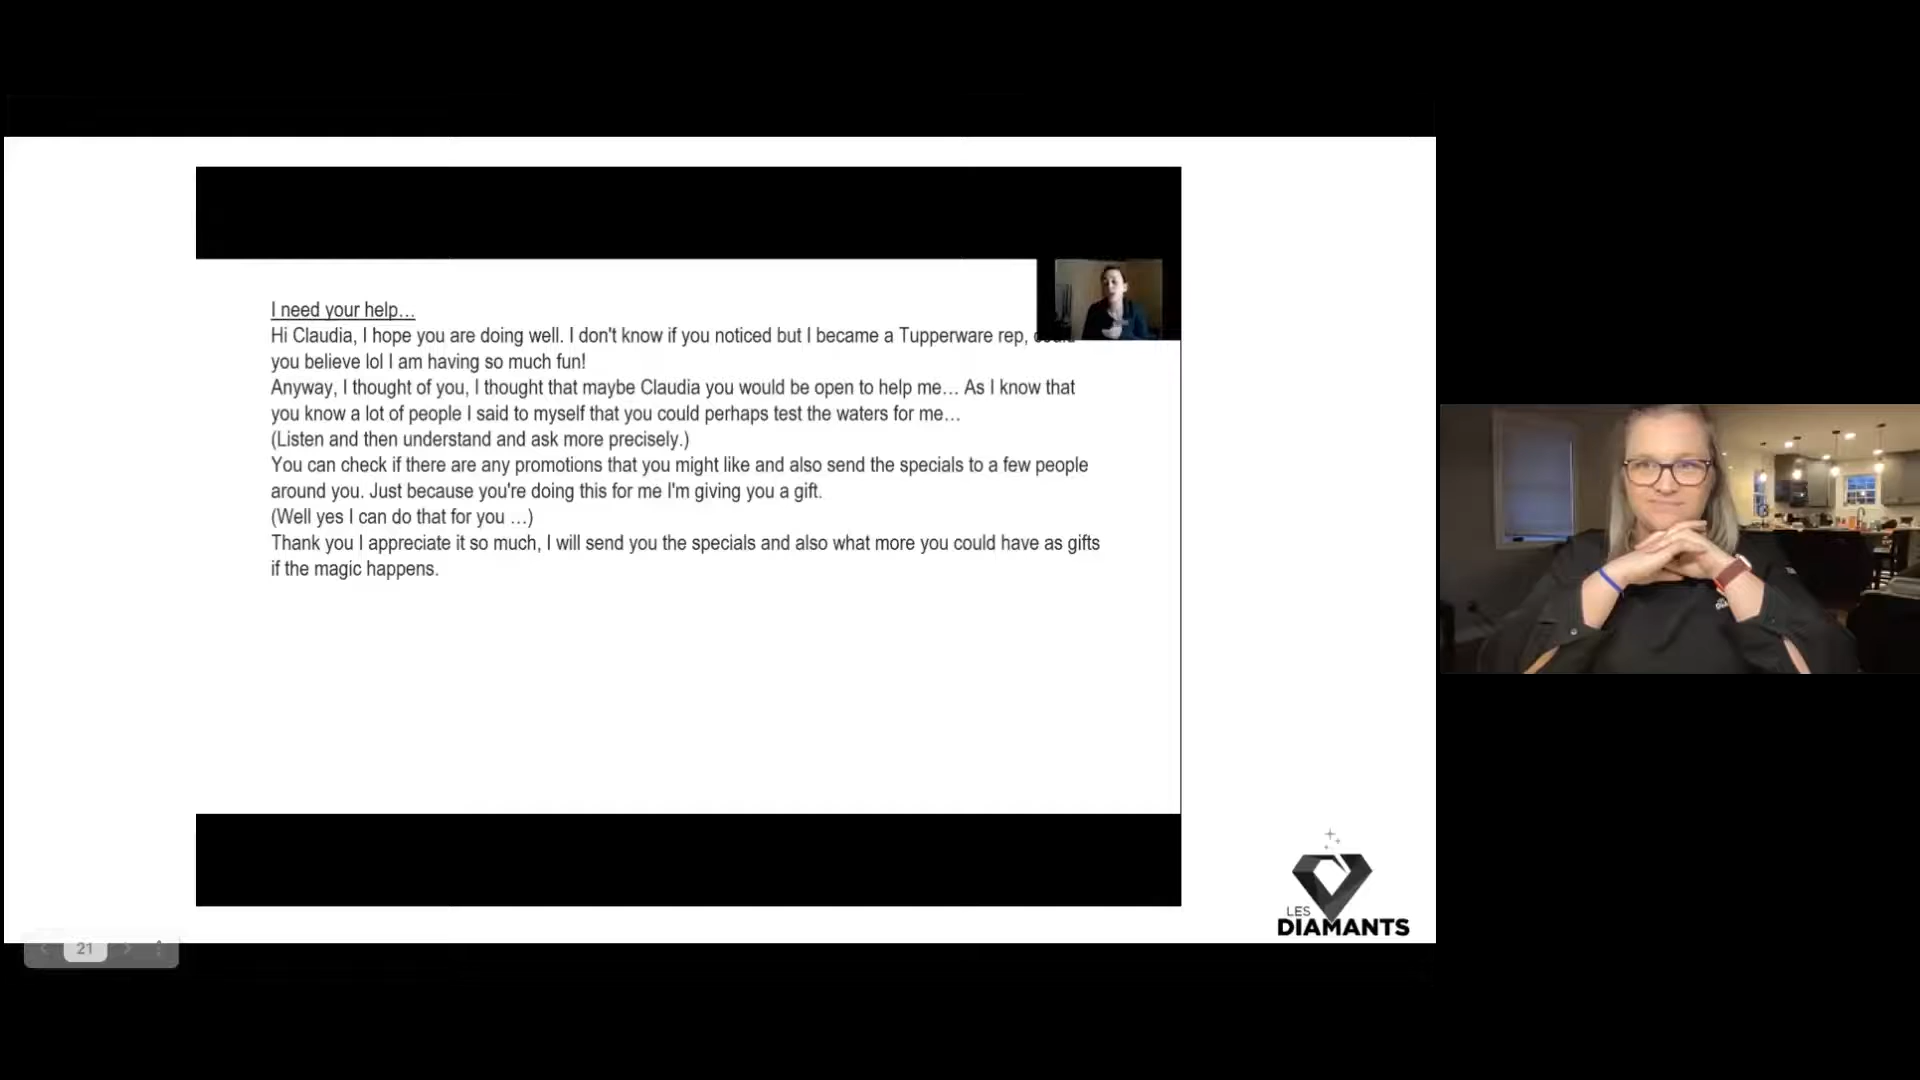 I need your help…
Hi Claudia, I hope you are doing well. I don't know if you noticed but I became a Tupperware rep,
you believe lol I am having so much fun!
Anyway, I thought of you, I thought that maybe Claudia you would be open to help me… As I know that
you know a lot of people I said to myself that you could perhaps test the waters for me…
(Listen and then understand and ask more precisely.)
You can check if there are any promotions that you might like and also send the specials to a few people
around you. Just because you're doing this for me I'm giving you a gift.
(Well yes I can do that for you …)
Thank you I appreciate it so much, I will send you the specials and also what more you could have as gifts
if the magic happens.
LES
DIAMANTS
21